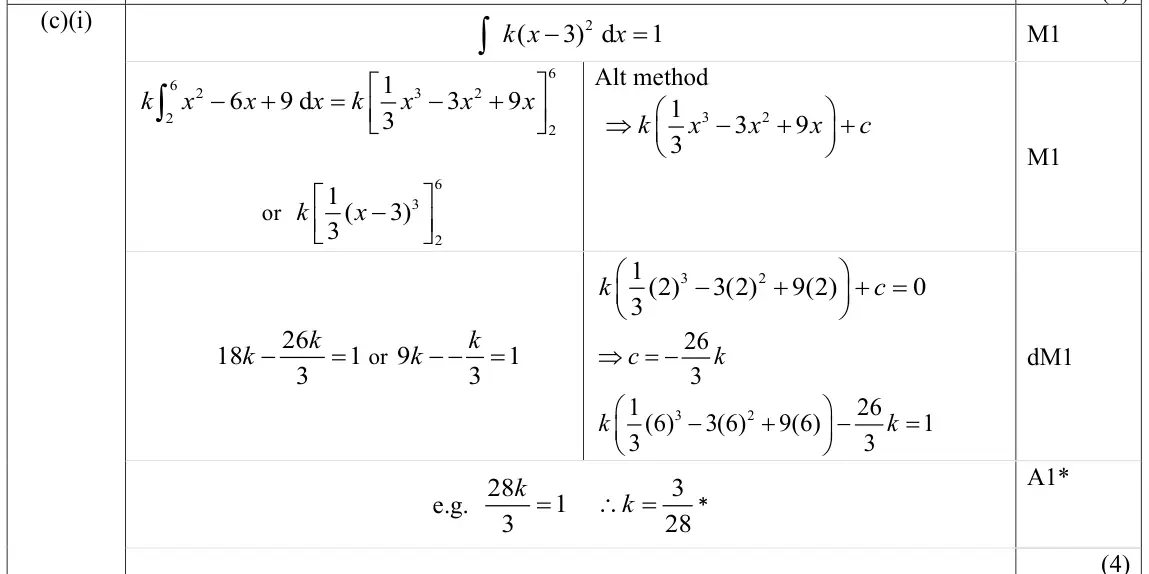 (c)(i)
∫ k(x − 3)² dx = 1
M1
k∫₂⁶ x² − 6x + 9 dx = k[1/3 x³ − 3x² + 9x]₂⁶
or k[1/3 (x − 3)³]₂⁶
Alt method
⇒ k(1/3 x³ − 3x² + 9x) + c
M1
18k − 26k/3 = 1 or 9k − − k/3 = 1
k(1/3 (2)³ − 3(2)² + 9(2)) + c = 0
⇒ c = − 26/3 k
k(1/3 (6)³ − 3(6)² + 9(6)) − 26/3 k = 1
dM1
e.g. 28k/3 = 1 ∴ k = 3/28 *
A1*
(4)